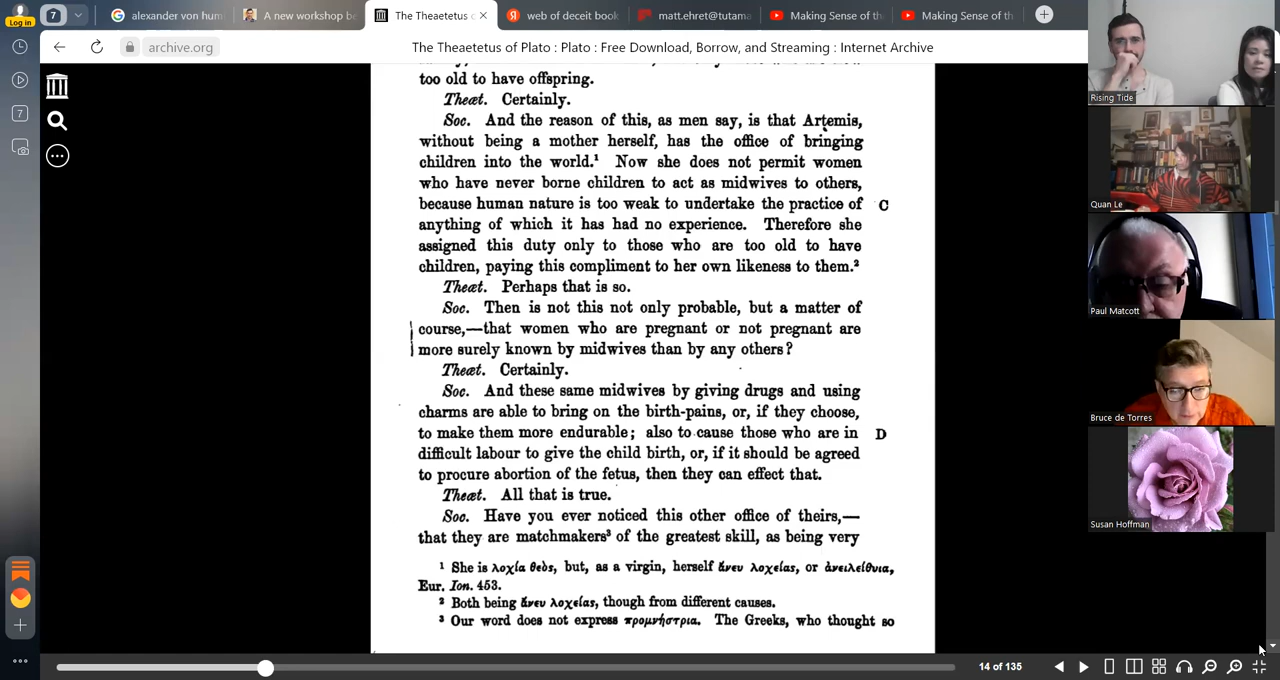 7
alexander von hum
A new workshop be
The Theaetetus
web of deceit book
matt.ehret@tutama
Making Sense of th
Making Sense of th
Log in
archive.org
The Theaetetus of Plato : Plato : Free Download, Borrow, and Streaming : Internet Archive
7
too old to have offspring.
Theæt. Certainly.
Soc. And the reason of this, as men say, is that Artemis,
without being a mother herself, has the office of bringing
children into the world.¹ Now she does not permit women
who have never borne children to act as midwives to others,
because human nature is too weak to undertake the practice of C
anything of which it has had no experience. Therefore she
assigned this duty only to those who are too old to have
children, paying this compliment to her own likeness to them.²
Theæt. Perhaps that is so.
Soc. Then is not this not only probable, but a matter of
course,—that women who are pregnant or not pregnant are
more surely known by midwives than by any others?
Theæt. Certainly.
Soc. And these same midwives by giving drugs and using
charms are able to bring on the birth-pains, or, if they choose,
to make them more endurable; also to cause those who are in D
difficult labour to give the child birth, or, if it should be agreed
to procure abortion of the fetus, then they can effect that.
Theæt. All that is true.
Soc. Have you ever noticed this other office of theirs,—
that they are matchmakers³ of the greatest skill, as being very
¹ She is λοχία θεὸς, but, as a virgin, herself ἄνευ λοχείας, or ἀνειλείθυια,
Eur. Ion. 453.
² Both being ἄνευ λοχείας, though from different causes.
³ Our word does not express προμνήστρια. The Greeks, who thought so
14 of 135
Rising Tide
Quan Le
Paul Matcott
Bruce de Torres
Susan Hoffman